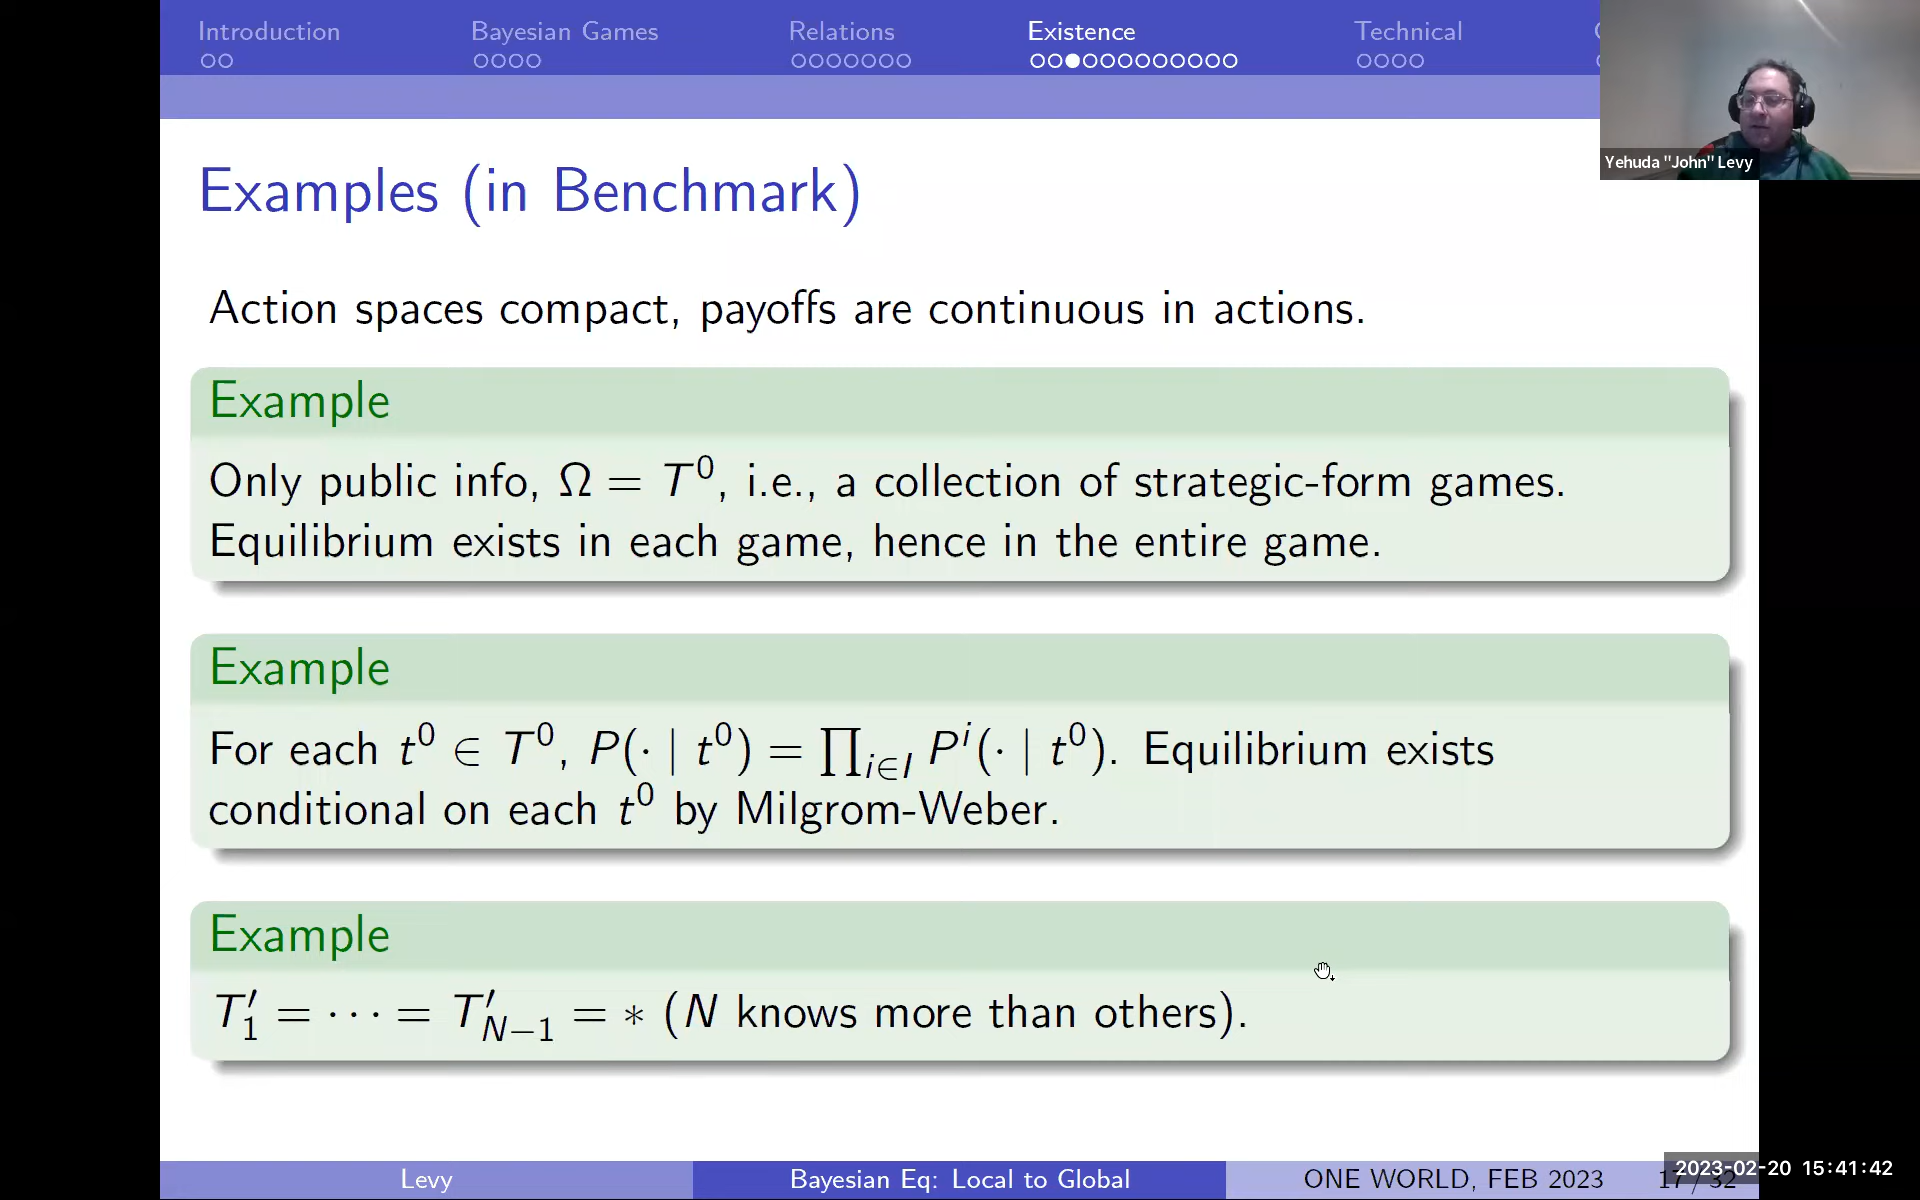 Introduction Bayesian Games Relations Existence Technical
Yehuda "John" Levy
Examples (in Benchmark)
Action spaces compact, payoffs are continuous in actions.
Example
Only public info, Ω = T⁰, i.e., a collection of strategic-form games.
Equilibrium exists in each game, hence in the entire game.
Example
For each t⁰ ∈ T⁰, P(· | t⁰) = ∏_{i∈I} Pⁱ(· | t⁰). Equilibrium exists
conditional on each t⁰ by Milgrom-Weber.
Example
T′₁ = · · · = T′_{N−1} = ∗ (N knows more than others).
Levy Bayesian Eq: Local to Global ONE WORLD, FEB 2023 17 / 32
2023-02-20 15:41:42